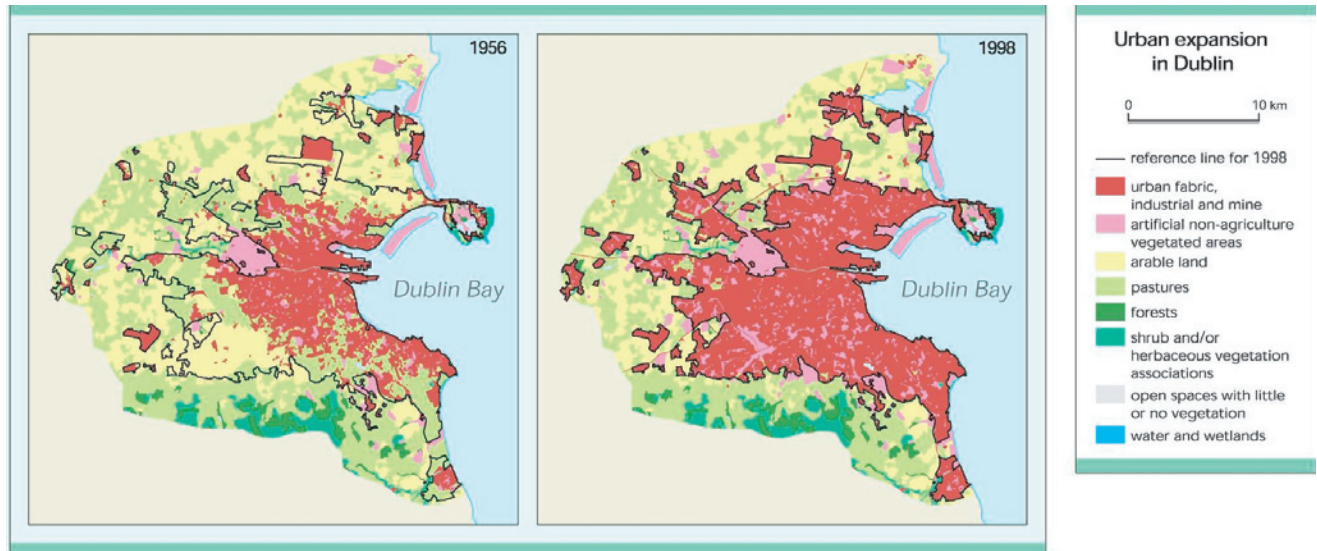 1956
Dublin Bay
1998
Dublin Bay
Urban expansion
in Dublin
0 10 km
reference line for 1998
urban fabric,
industrial and mine
artificial non-agriculture
vegetated areas
arable land
pastures
forests
shrub and/or
herbaceous vegetation
associations
open spaces with little
or no vegetation
water and wetlands